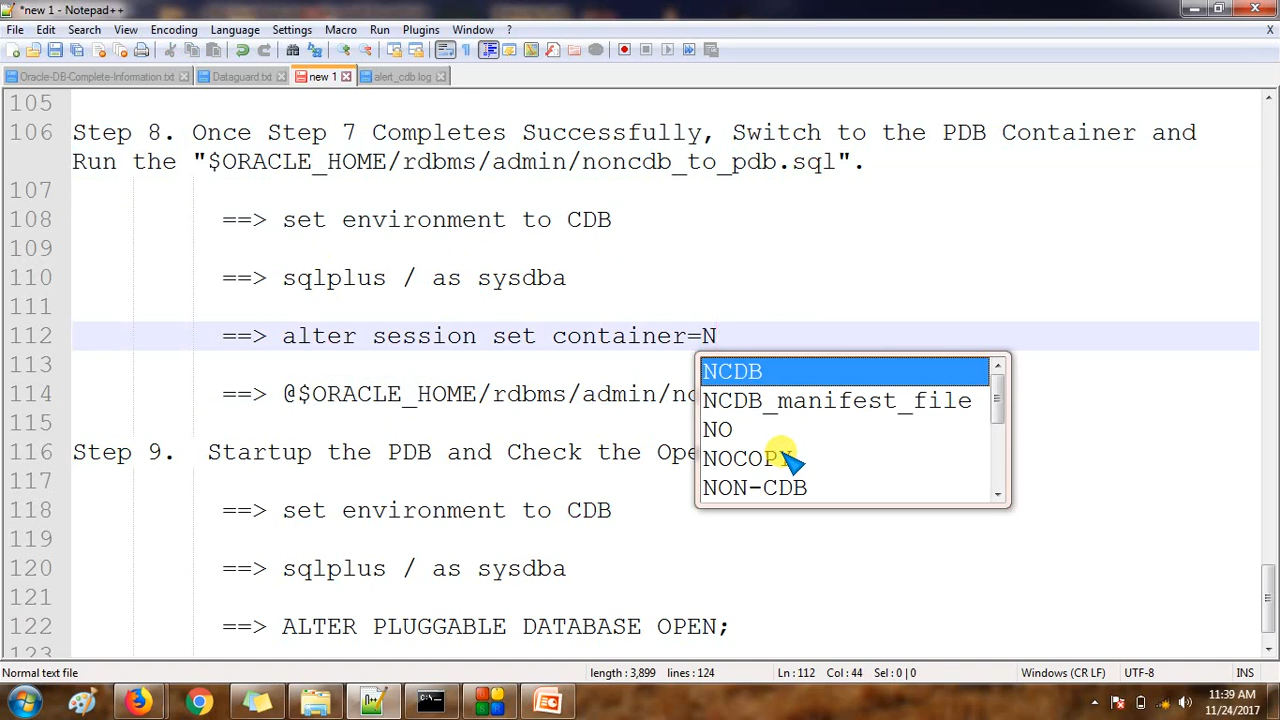 *new 1 - Notepad++
File Edit Search View Encoding Language Settings Macro Run Plugins Window ? X
Oracle-DB-Complete-Information.txt Dataguard.txt new 1 alert_cdb.log
105
106 Step 8. Once Step 7 Completes Successfully, Switch to the PDB Container and
Run the "$ORACLE_HOME/rdbms/admin/noncdb_to_pdb.sql".
107
108 ==> set environment to CDB
109
110 ==> sqlplus / as sysdba
111
112 ==> alter session set container=N
113
NCDB
NCDB_manifest_file
NO
NOCOPY
NON-CDB
114 ==> @$ORACLE_HOME/rdbms/admin/no
115
116 Step 9. Startup the PDB and Check the Ope
117
118 ==> set environment to CDB
119
120 ==> sqlplus / as sysdba
121
122 ==> ALTER PLUGGABLE DATABASE OPEN;
123
Normal text file length : 3,899 lines : 124 Ln : 112 Col : 44 Sel : 0 | 0 Windows (CR LF) UTF-8 INS
11:39 AM
11/24/2017